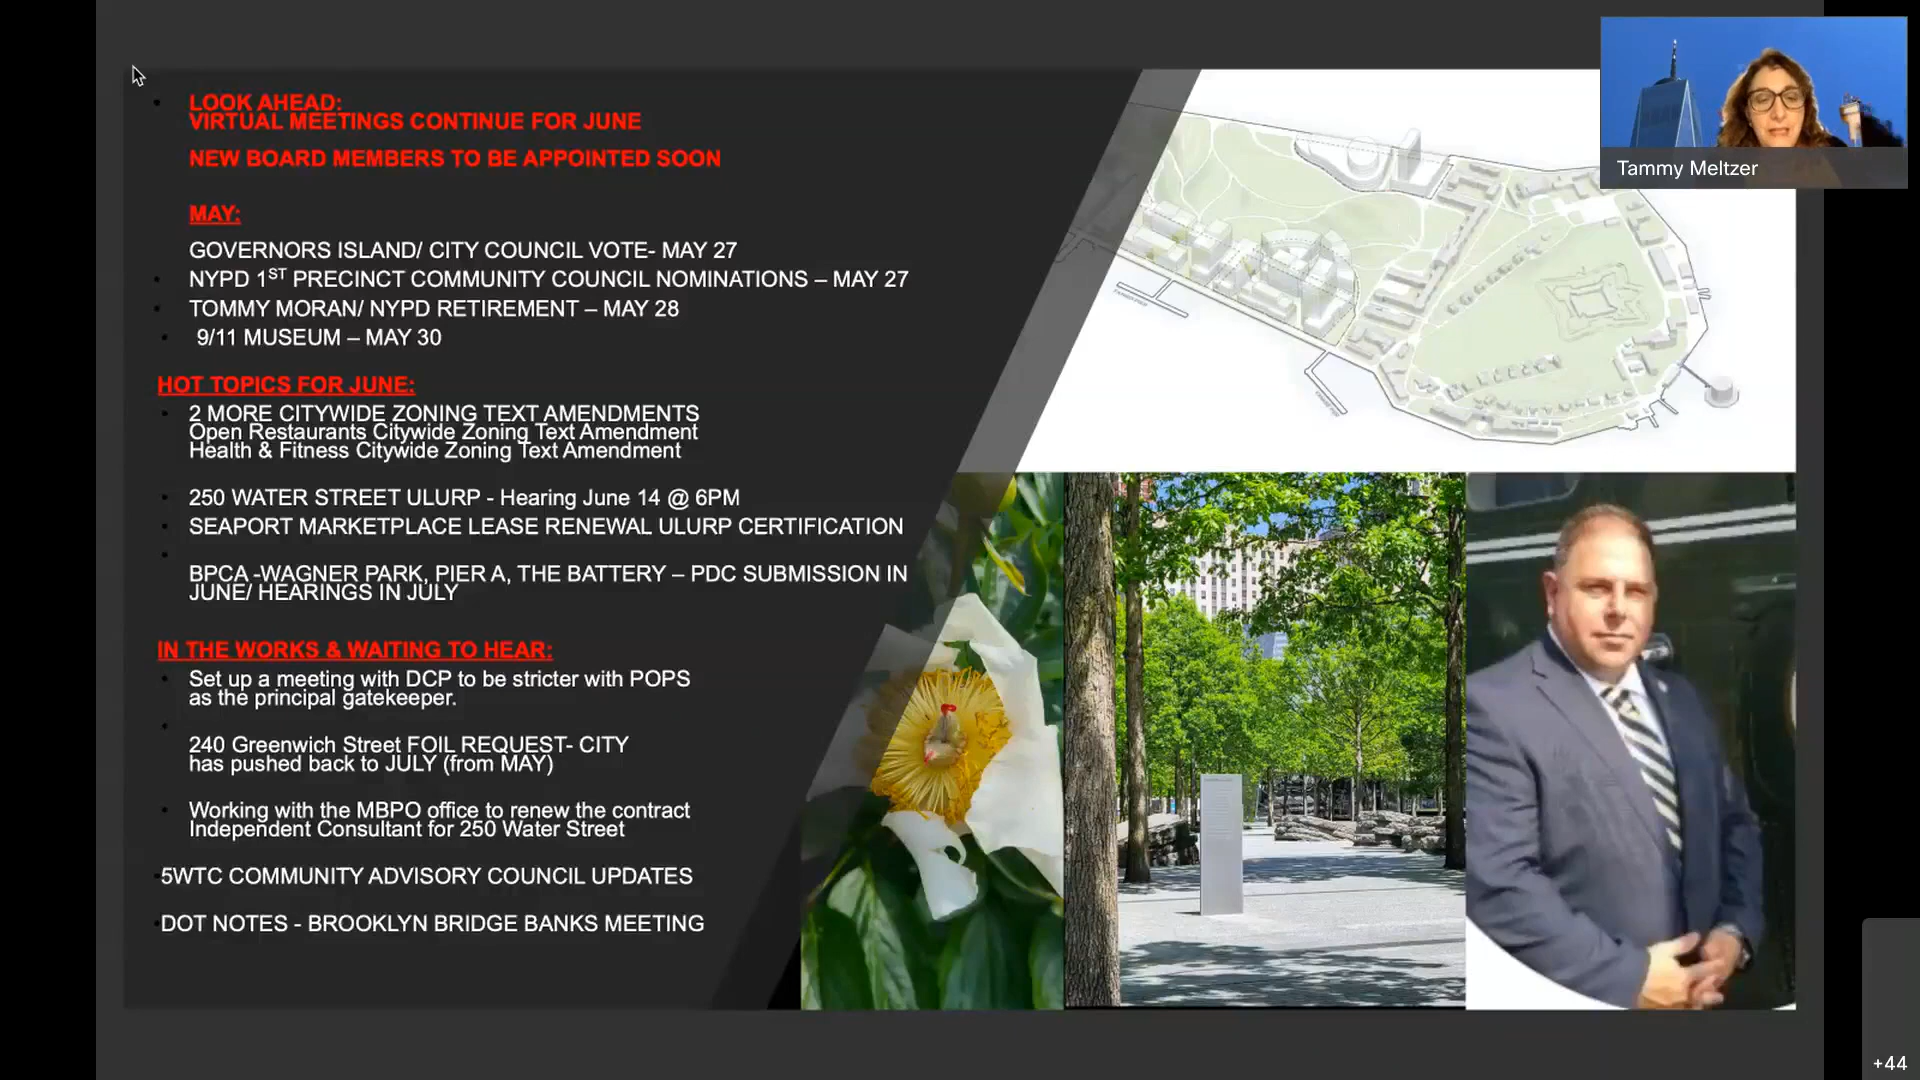 LOOK AHEAD:
VIRTUAL MEETINGS CONTINUE FOR JUNE
NEW BOARD MEMBERS TO BE APPOINTED SOON
MAY:
GOVERNORS ISLAND/ CITY COUNCIL VOTE- MAY 27
NYPD 1ST PRECINCT COMMUNITY COUNCIL NOMINATIONS – MAY 27
TOMMY MORAN/ NYPD RETIREMENT – MAY 28
9/11 MUSEUM – MAY 30
HOT TOPICS FOR JUNE:
2 MORE CITYWIDE ZONING TEXT AMENDMENTS
Open Restaurants Citywide Zoning Text Amendment
Health & Fitness Citywide Zoning Text Amendment
250 WATER STREET ULURP - Hearing June 14 @ 6PM
SEAPORT MARKETPLACE LEASE RENEWAL ULURP CERTIFICATION
BPCA -WAGNER PARK, PIER A, THE BATTERY – PDC SUBMISSION IN
JUNE/ HEARINGS IN JULY
IN THE WORKS & WAITING TO HEAR:
Set up a meeting with DCP to be stricter with POPS
as the principal gatekeeper.
240 Greenwich Street FOIL REQUEST- CITY
has pushed back to JULY (from MAY)
Working with the MBPO office to renew the contract
Independent Consultant for 250 Water Street
5WTC COMMUNITY ADVISORY COUNCIL UPDATES
DOT NOTES - BROOKLYN BRIDGE BANKS MEETING
Tammy Meltzer
+44